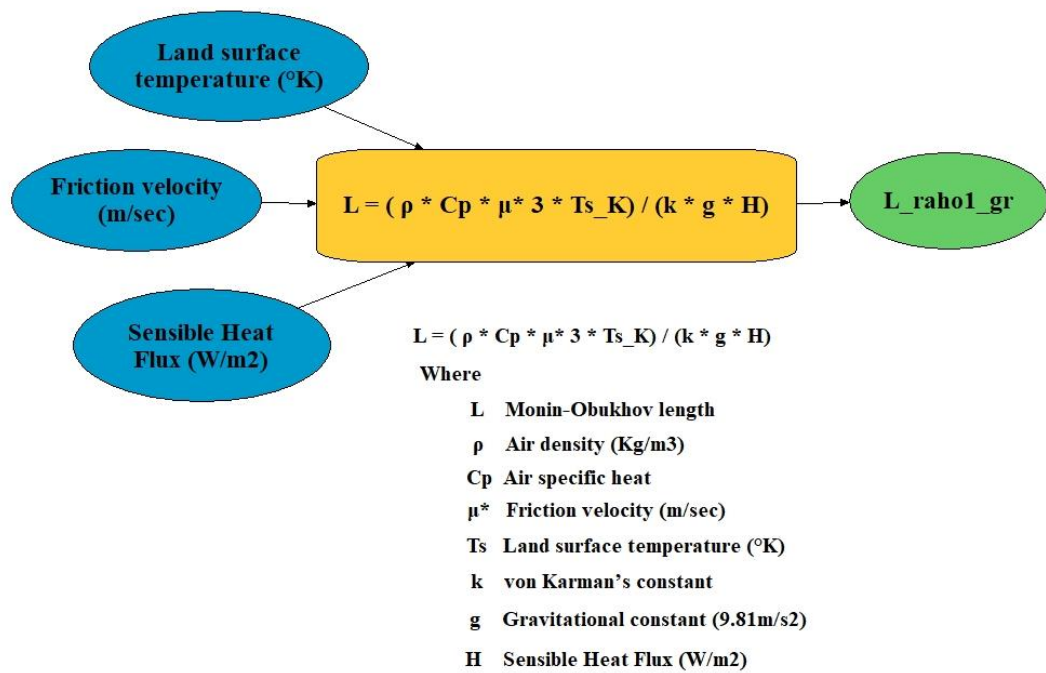 Land surface
temperature (°K)
Friction velocity
(m/sec)
L = ( ρ * Cp * μ* 3 * Ts_K) / (k * g * H)
L_raho1_gr
Sensible Heat
Flux (W/m2)
L = ( ρ * Cp * μ* 3 * Ts_K) / (k * g * H)
Where
L Monin-Obukhov length
ρ Air density (Kg/m3)
Cp Air specific heat
μ* Friction velocity (m/sec)
Ts Land surface temperature (°K)
k von Karman’s constant
g Gravitational constant (9.81m/s2)
H Sensible Heat Flux (W/m2)